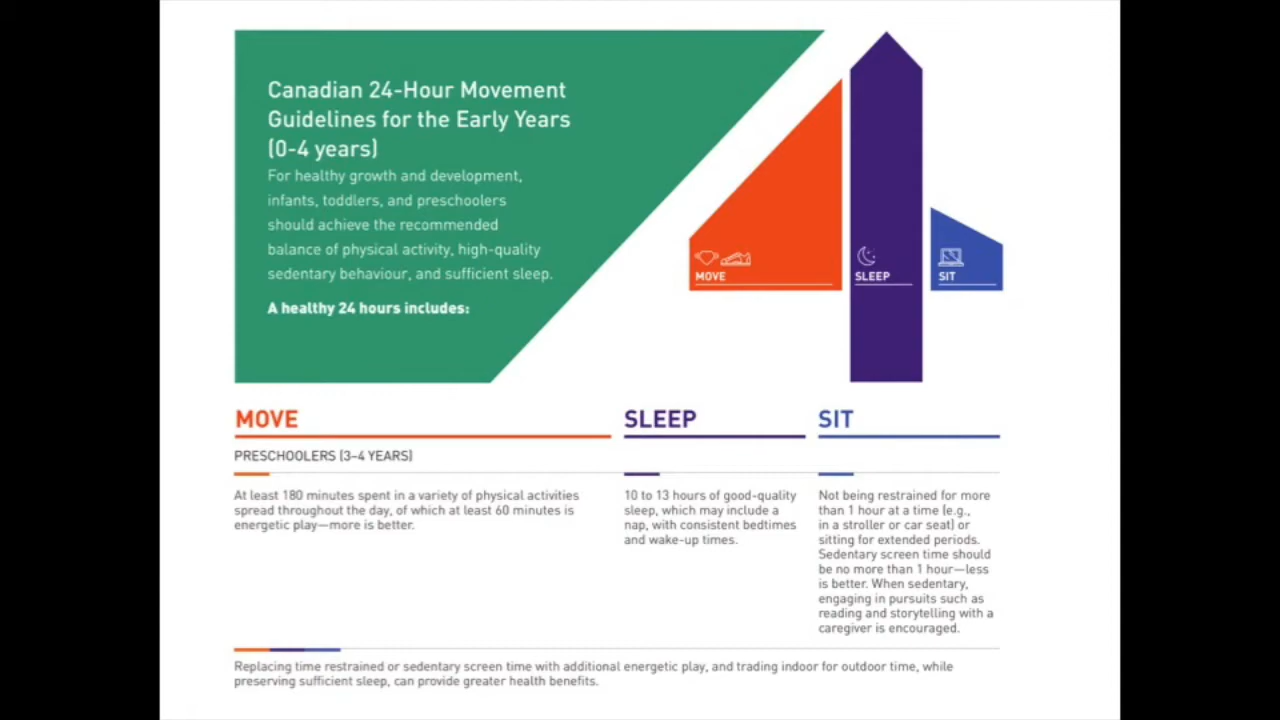 Canadian 24-Hour Movement
Guidelines for the Early Years
(0-4 years)
For healthy growth and development,
infants, toddlers, and preschoolers
should achieve the recommended
balance of physical activity, high-quality
sedentary behaviour, and sufficient sleep.
A healthy 24 hours includes:
MOVE
SLEEP
SIT
MOVE
SLEEP
SIT
PRESCHOOLERS (3–4 YEARS)
At least 180 minutes spent in a variety of physical activities
spread throughout the day, of which at least 60 minutes is
energetic play—more is better.
10 to 13 hours of good-quality
sleep, which may include a
nap, with consistent bedtimes
and wake-up times.
Not being restrained for more
than 1 hour at a time (e.g.,
in a stroller or car seat) or
sitting for extended periods.
Sedentary screen time should
be no more than 1 hour—less
is better. When sedentary,
engaging in pursuits such as
reading and storytelling with a
caregiver is encouraged.
Replacing time restrained or sedentary screen time with additional energetic play, and trading indoor for outdoor time, while
preserving sufficient sleep, can provide greater health benefits.